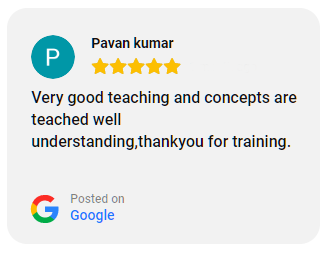 P
Pavan kumar
Very good teaching and concepts are
teached well
understanding,thankyou for training.
Posted on
Google